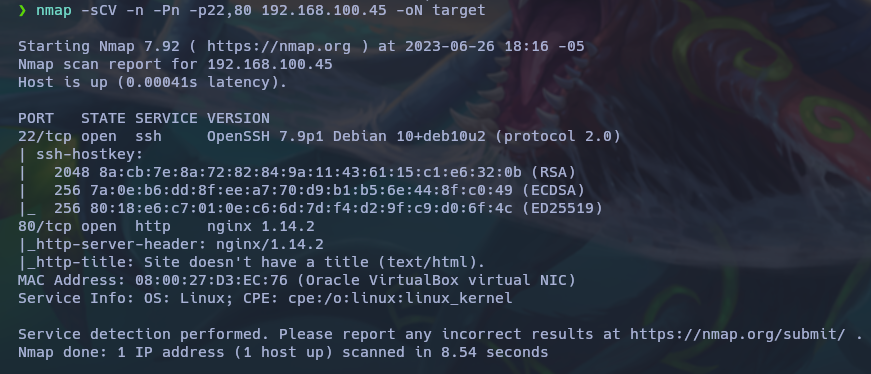 ❯ nmap -sCV -n -Pn -p22,80 192.168.100.45 -oN target
Starting Nmap 7.92 ( https://nmap.org ) at 2023-06-26 18:16 -05
Nmap scan report for 192.168.100.45
Host is up (0.00041s latency).
PORT   STATE SERVICE VERSION
22/tcp open  ssh     OpenSSH 7.9p1 Debian 10+deb10u2 (protocol 2.0)
| ssh-hostkey:
|   2048 8a:cb:7e:8a:72:82:84:9a:11:43:61:15:c1:e6:32:0b (RSA)
|   256 7a:0e:b6:dd:8f:ee:a7:70:d9:b1:b5:6e:44:8f:c0:49 (ECDSA)
|_  256 80:18:e6:c7:01:0e:c6:6d:7d:f4:d2:9f:c9:d0:6f:4c (ED25519)
80/tcp open  http    nginx 1.14.2
|_http-server-header: nginx/1.14.2
|_http-title: Site doesn't have a title (text/html).
MAC Address: 08:00:27:D3:EC:76 (Oracle VirtualBox virtual NIC)
Service Info: OS: Linux; CPE: cpe:/o:linux:linux_kernel
Service detection performed. Please report any incorrect results at https://nmap.org/submit/ .
Nmap done: 1 IP address (1 host up) scanned in 8.54 seconds